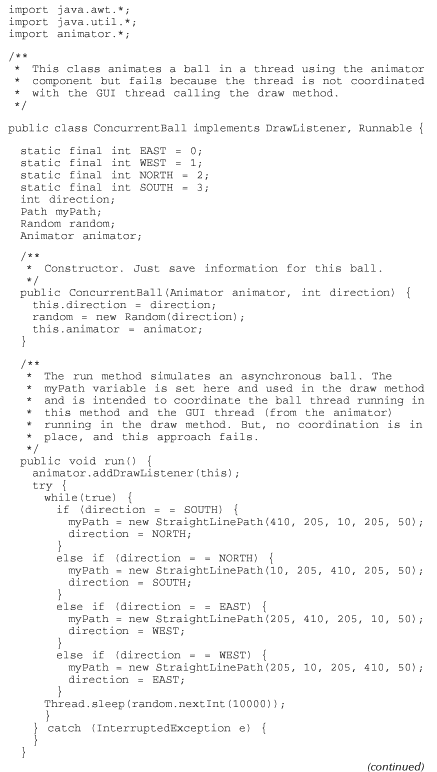 import java.awt.*;
import java.util.*;
import animator.*;
/**
* This class animates a ball in a thread using the animator
* component but fails because the thread is not coordinated
* with the GUI thread calling the draw method.
*/
public class ConcurrentBall implements DrawListener, Runnable {
static final int EAST = 0;
static final int WEST = 1;
static final int NORTH = 2;
static final int SOUTH = 3;
int direction;
Path myPath;
Random random;
Animator animator;
/**
* Constructor. Just save information for this ball.
*/
public ConcurrentBall(Animator animator, int direction) {
this.direction = direction;
random = new Random(direction);
this.animator = animator;
}
/**
* The run method simulates an asynchronous ball. The
* myPath variable is set here and used in the draw method
* and is intended to coordinate the ball thread running in
* this method and the GUI thread (from the animator)
* running in the draw method. But, no coordination is in
* place, and this approach fails.
*/
public void run() {
animator.addDrawListener(this);
try {
while(true) {
if (direction = = SOUTH) {
myPath = new StraightLinePath(410, 205, 10, 205, 50);
direction = NORTH;
}
else if (direction = = NORTH) {
myPath = new StraightLinePath(10, 205, 410, 205, 50);
direction = SOUTH;
}
else if (direction = = EAST) {
myPath = new StraightLinePath(205, 410, 205, 10, 50);
direction = WEST;
}
else if (direction = = WEST) {
myPath = new StraightLinePath(205, 10, 205, 410, 50);
direction = EAST;
}
Thread.sleep(random.nextInt(10000));
}
} catch (InterruptedException e) {
}
}
(continued)